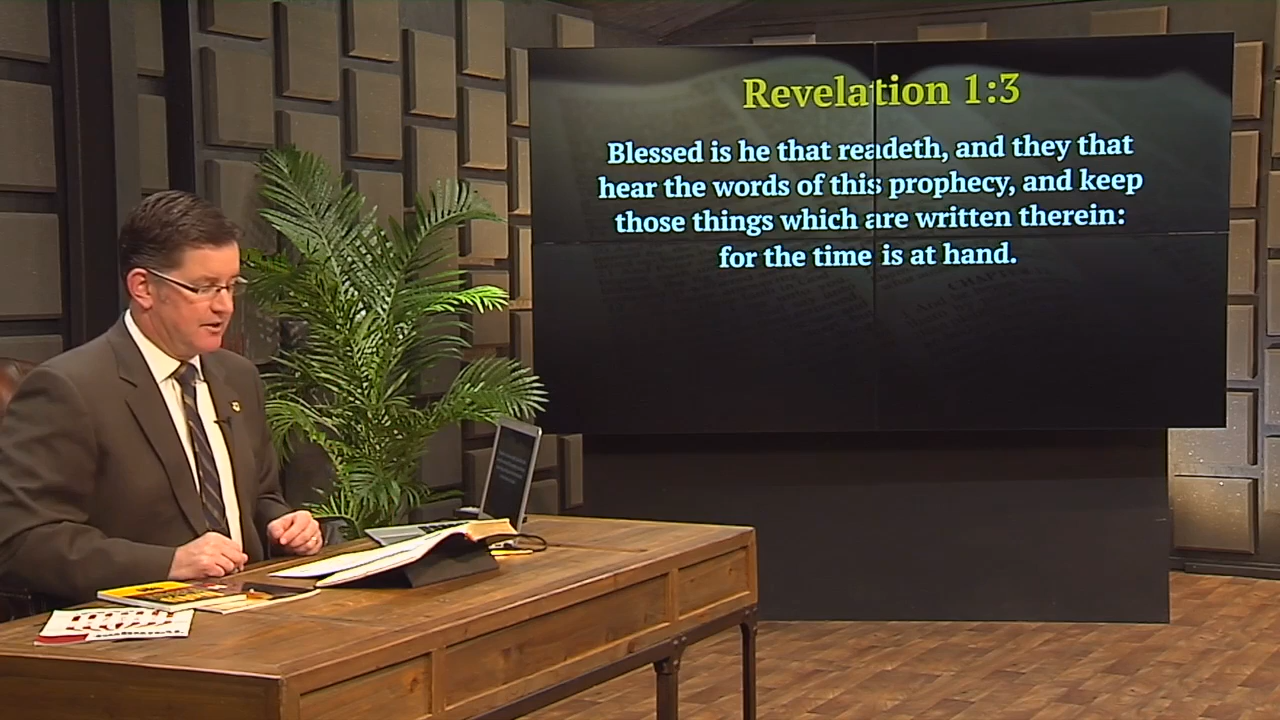 Revelation 1:3
Blessed is he that readeth, and they that
hear the words of this prophecy, and keep
those things which are written therein:
for the time is at hand.